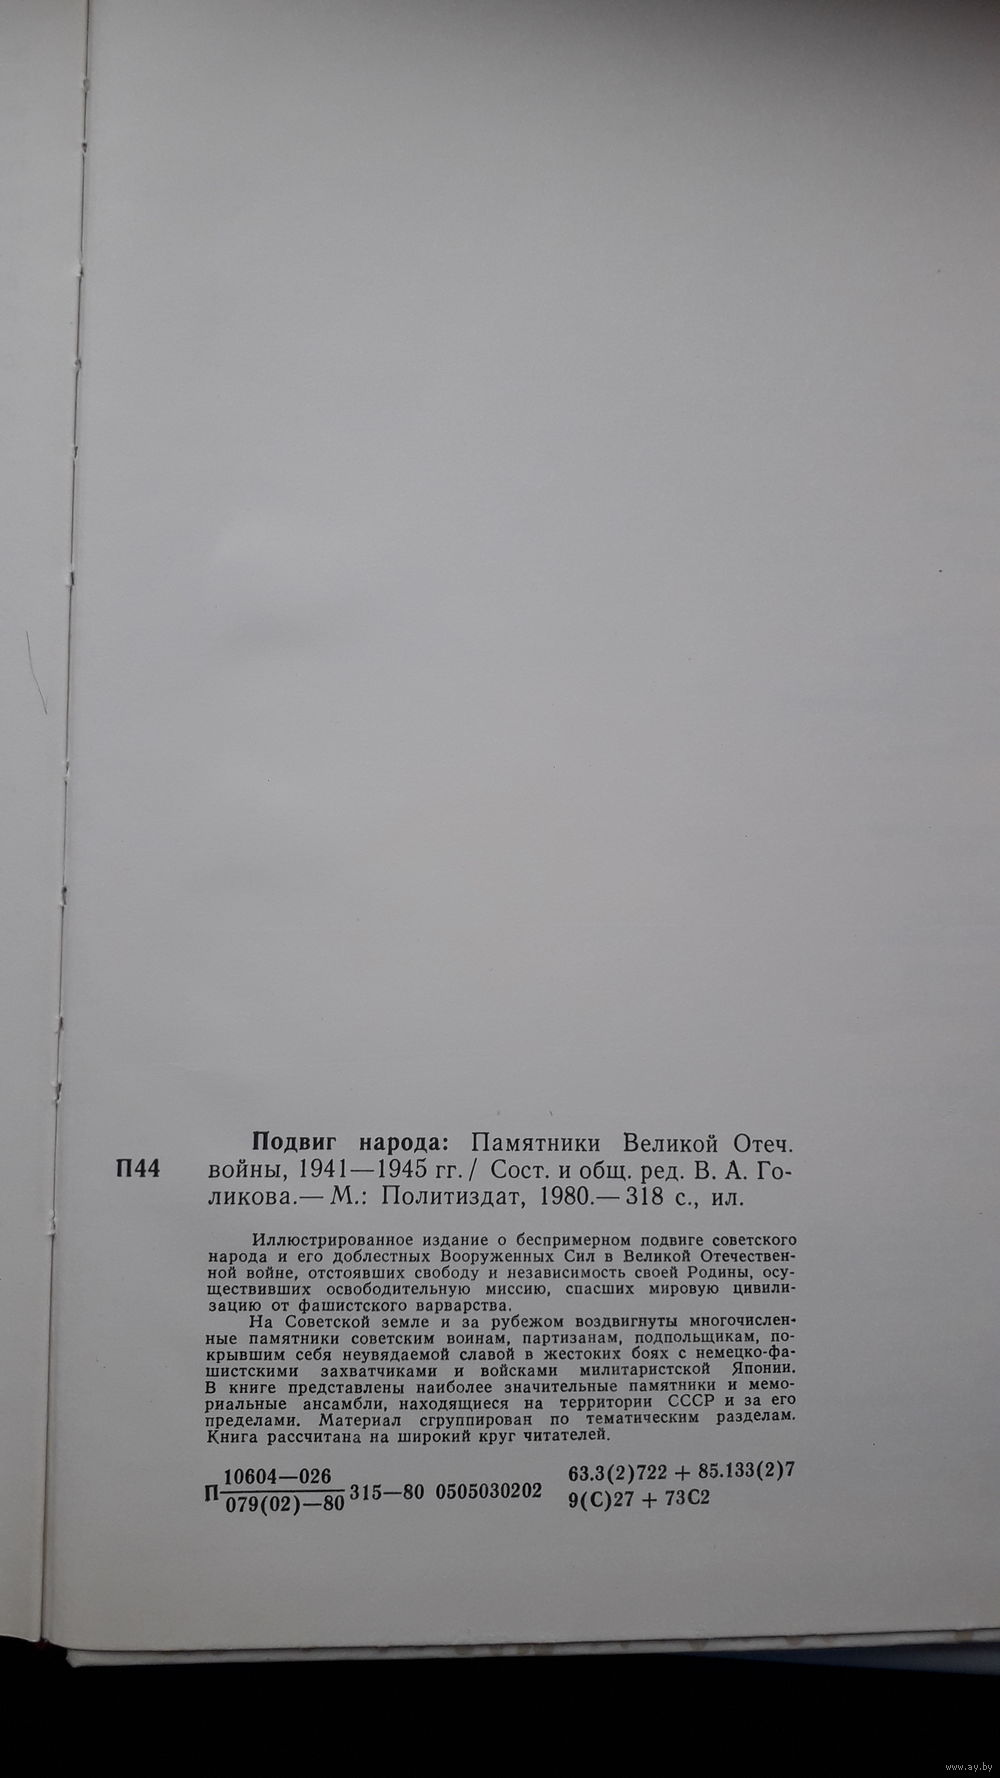 Подвиг народа: Памятники Великой Отеч.
П44 войны, 1941—1945 гг. / Сост. и общ. ред. В. А. Го-
ликова.— М.: Политиздат, 1980.— 318 с., ил.
Иллюстрированное издание о беспримерном подвиге советского
народа и его доблестных Вооруженных Сил в Великой Отечествен-
ной войне, отстоявших свободу и независимость своей Родины, осу-
ществивших освободительную миссию, спасших мировую цивили-
зацию от фашистского варварства.
На Советской земле и за рубежом воздвигнуты многочислен-
ные памятники советским воинам, партизанам, подпольщикам, по-
крывшим себя неувядаемой славой в жестоких боях с немецко-фа-
шистскими захватчиками и войсками милитаристской Японии.
В книге представлены наиболее значительные памятники и мемо-
риальные ансамбли, находящиеся на территории СССР и за его
пределами. Материал сгруппирован по тематическим разделам.
Книга рассчитана на широкий круг читателей.
10604—026
П 315—80 0505030202
079(02)—80
63.3(2)722 + 85.133(2)7
9(С)27 + 73С2
www.ay.by